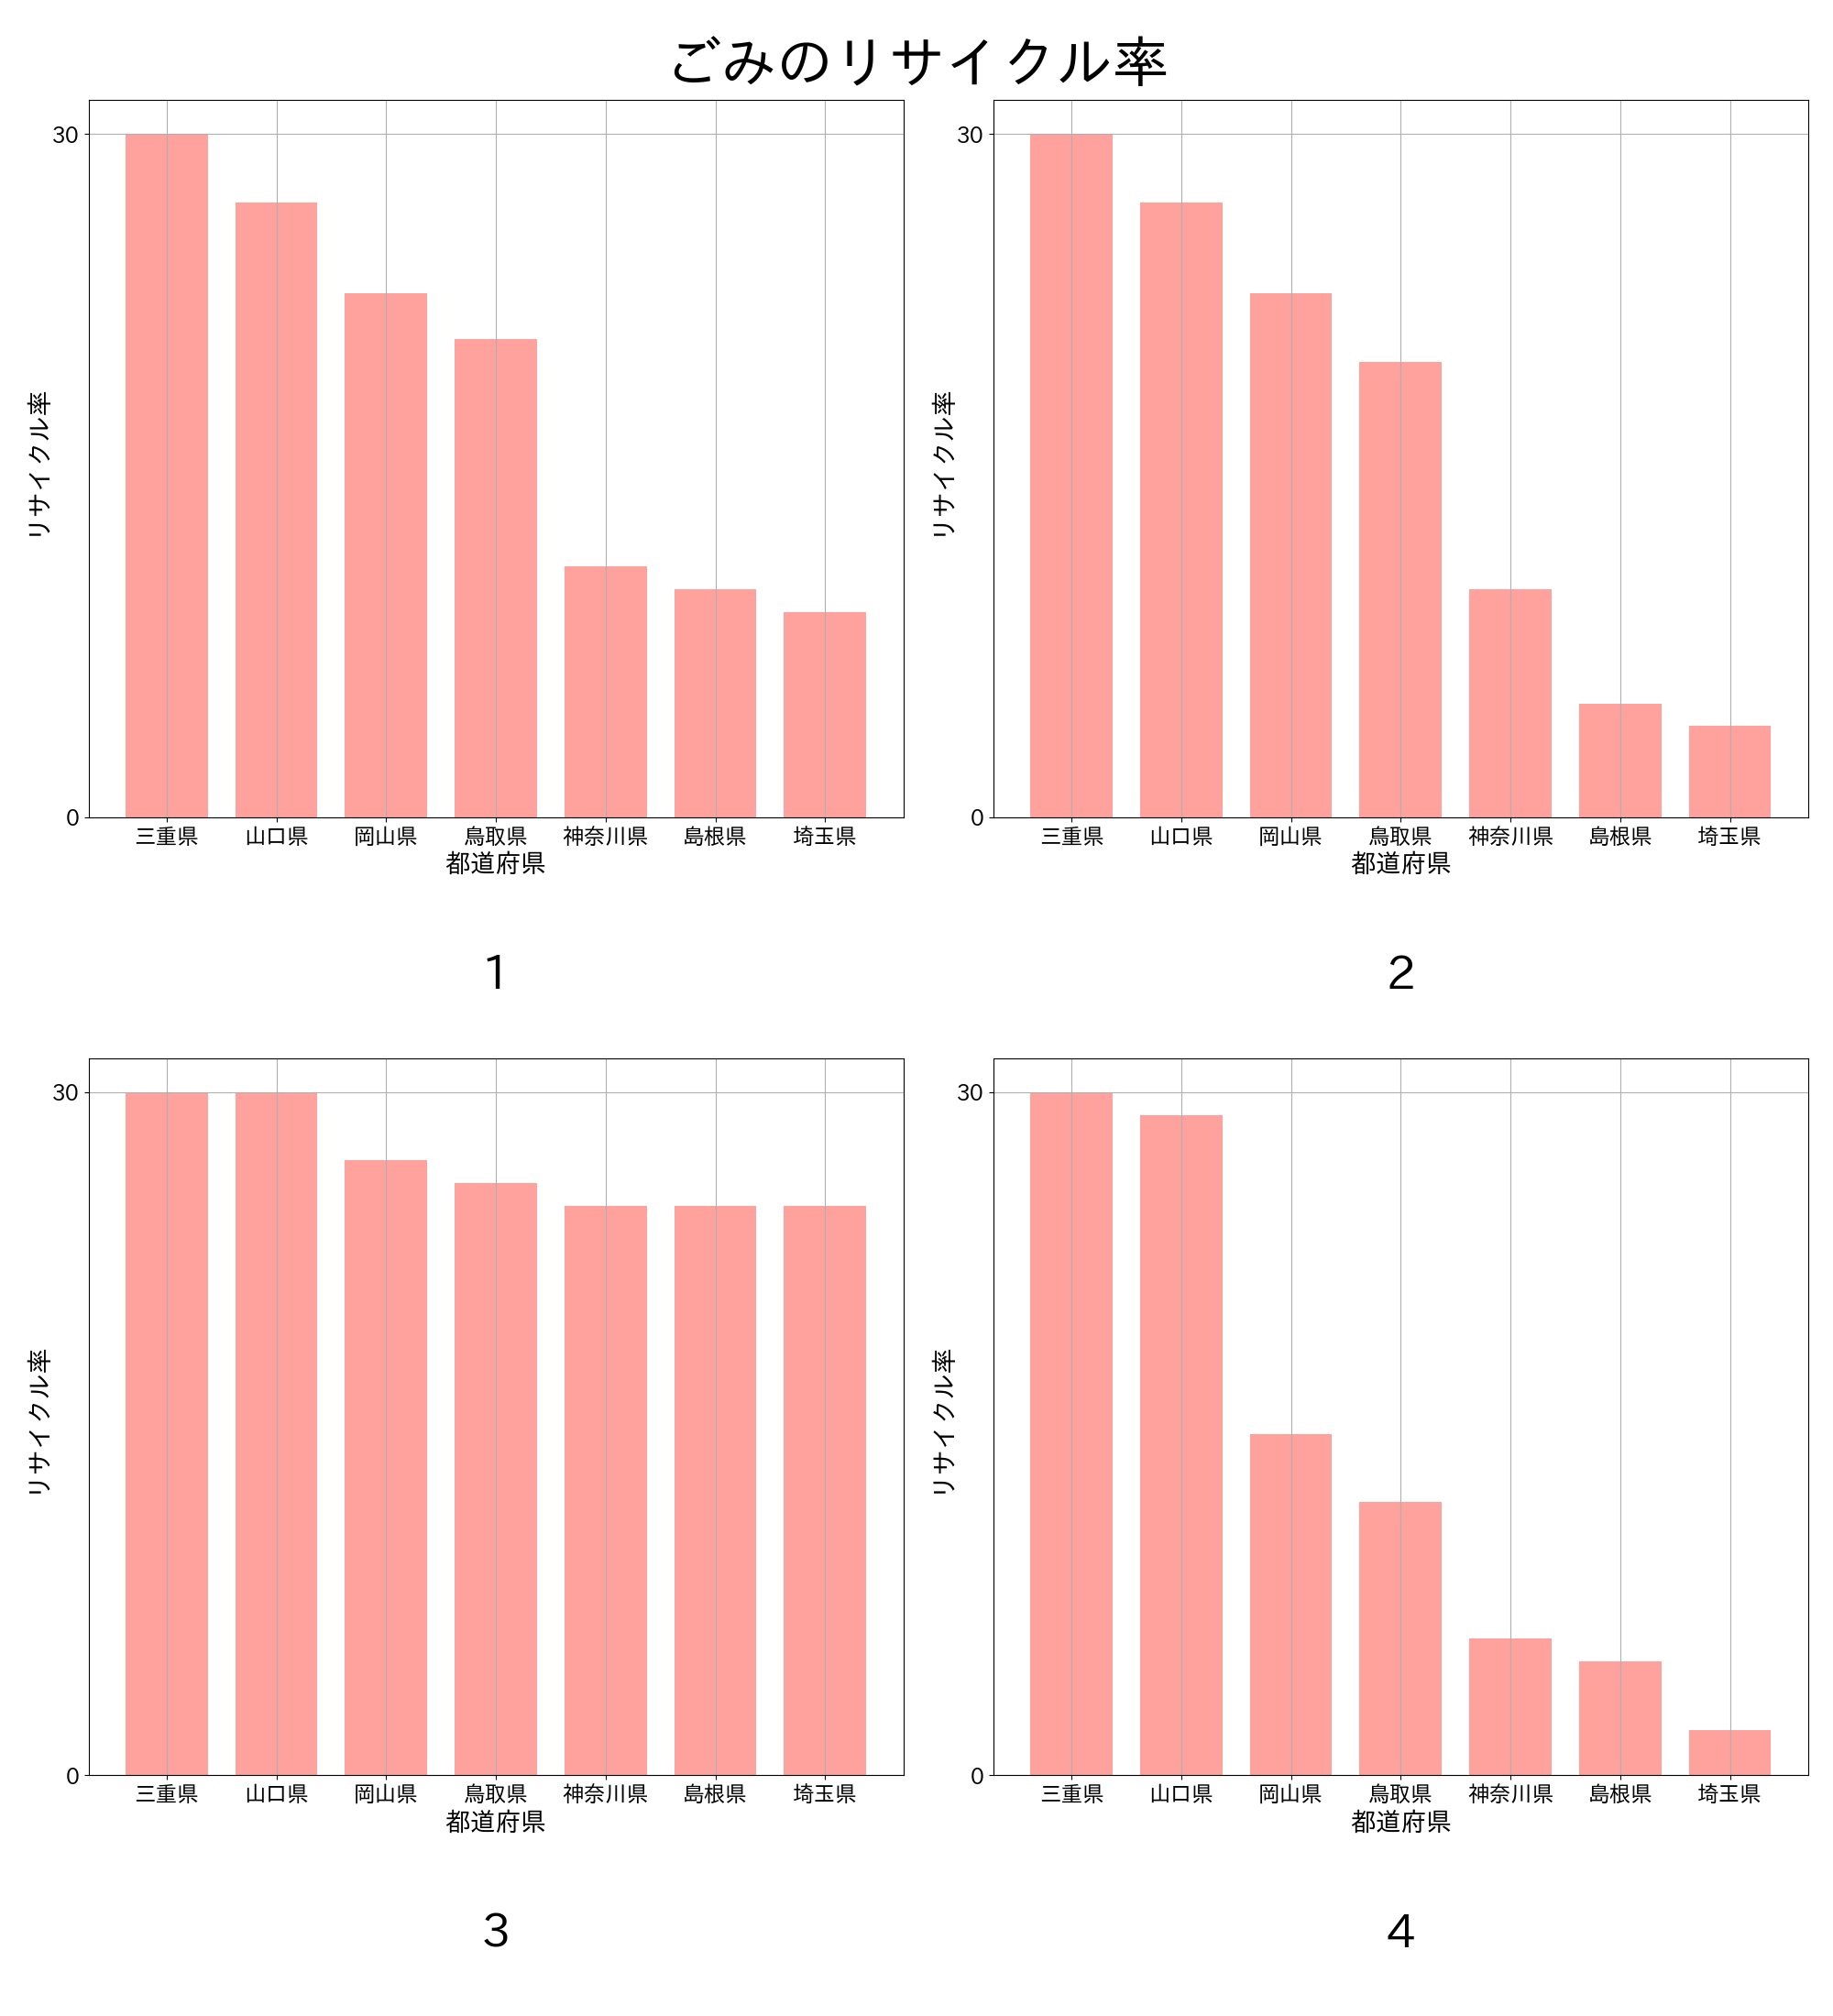 ごみのリサイクル率
30
0
リサイクル率
三重県 山口県 岡山県 鳥取県 神奈川県 島根県 埼玉県
都道府県
1
30
0
リサイクル率
三重県 山口県 岡山県 鳥取県 神奈川県 島根県 埼玉県
都道府県
2
30
0
リサイクル率
三重県 山口県 岡山県 鳥取県 神奈川県 島根県 埼玉県
都道府県
3
30
0
リサイクル率
三重県 山口県 岡山県 鳥取県 神奈川県 島根県 埼玉県
都道府県
4